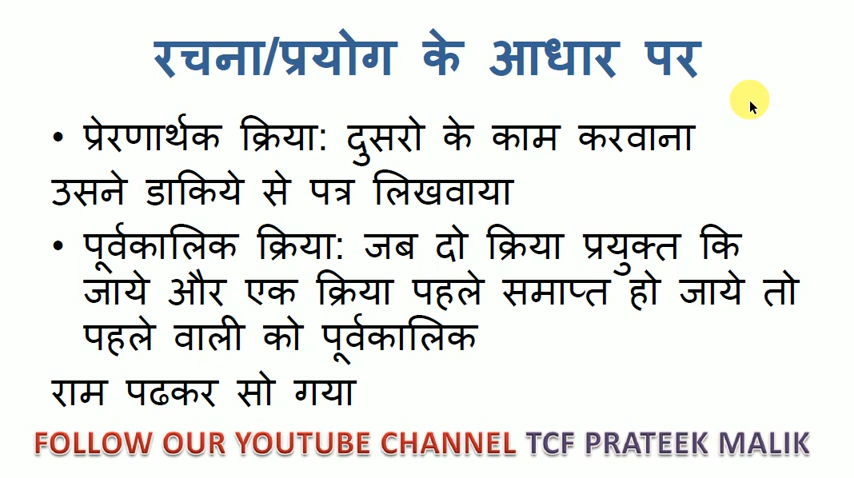 रचना/प्रयोग के आधार पर
• प्रेरणार्थक क्रिया: दुसरो के काम करवाना
उसने डाकिये से पत्र लिखवाया
• पूर्वकालिक क्रिया: जब दो क्रिया प्रयुक्त कि
जाये और एक क्रिया पहले समाप्त हो जाये तो
पहले वाली को पूर्वकालिक
राम पढकर सो गया
FOLLOW OUR YOUTUBE CHANNEL TCF PRATEEK MALIK